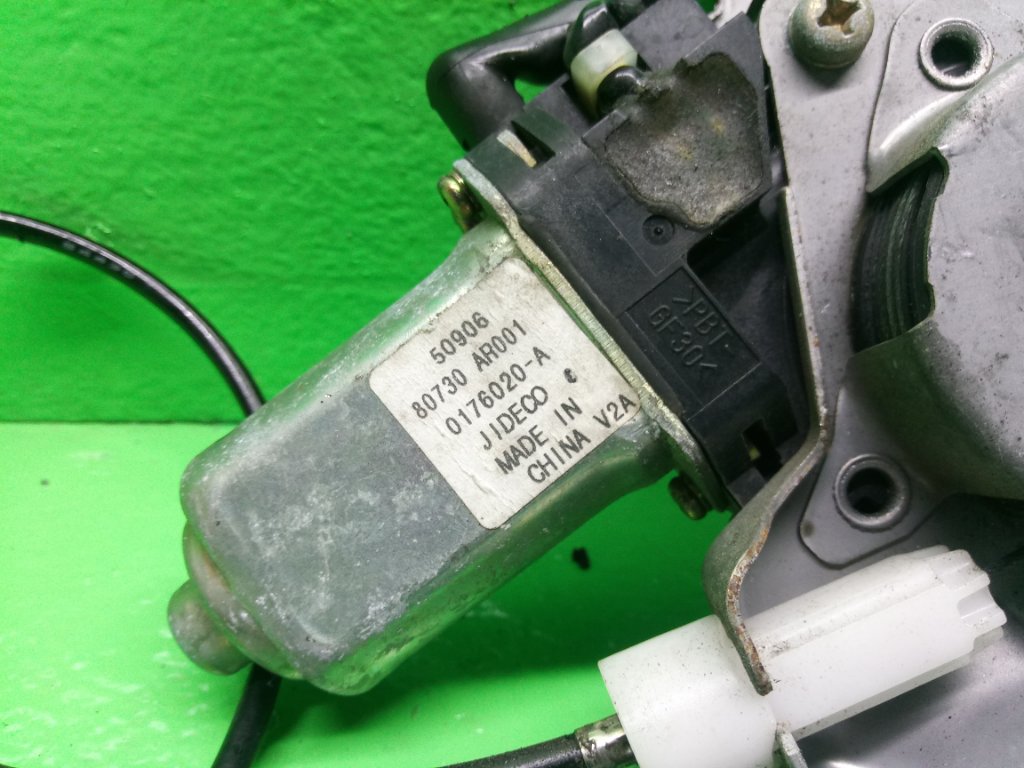 50906
80730 AR001
0176020-A
JIDECO
MADE IN
CHINA V2A
>PBT-
GF30<